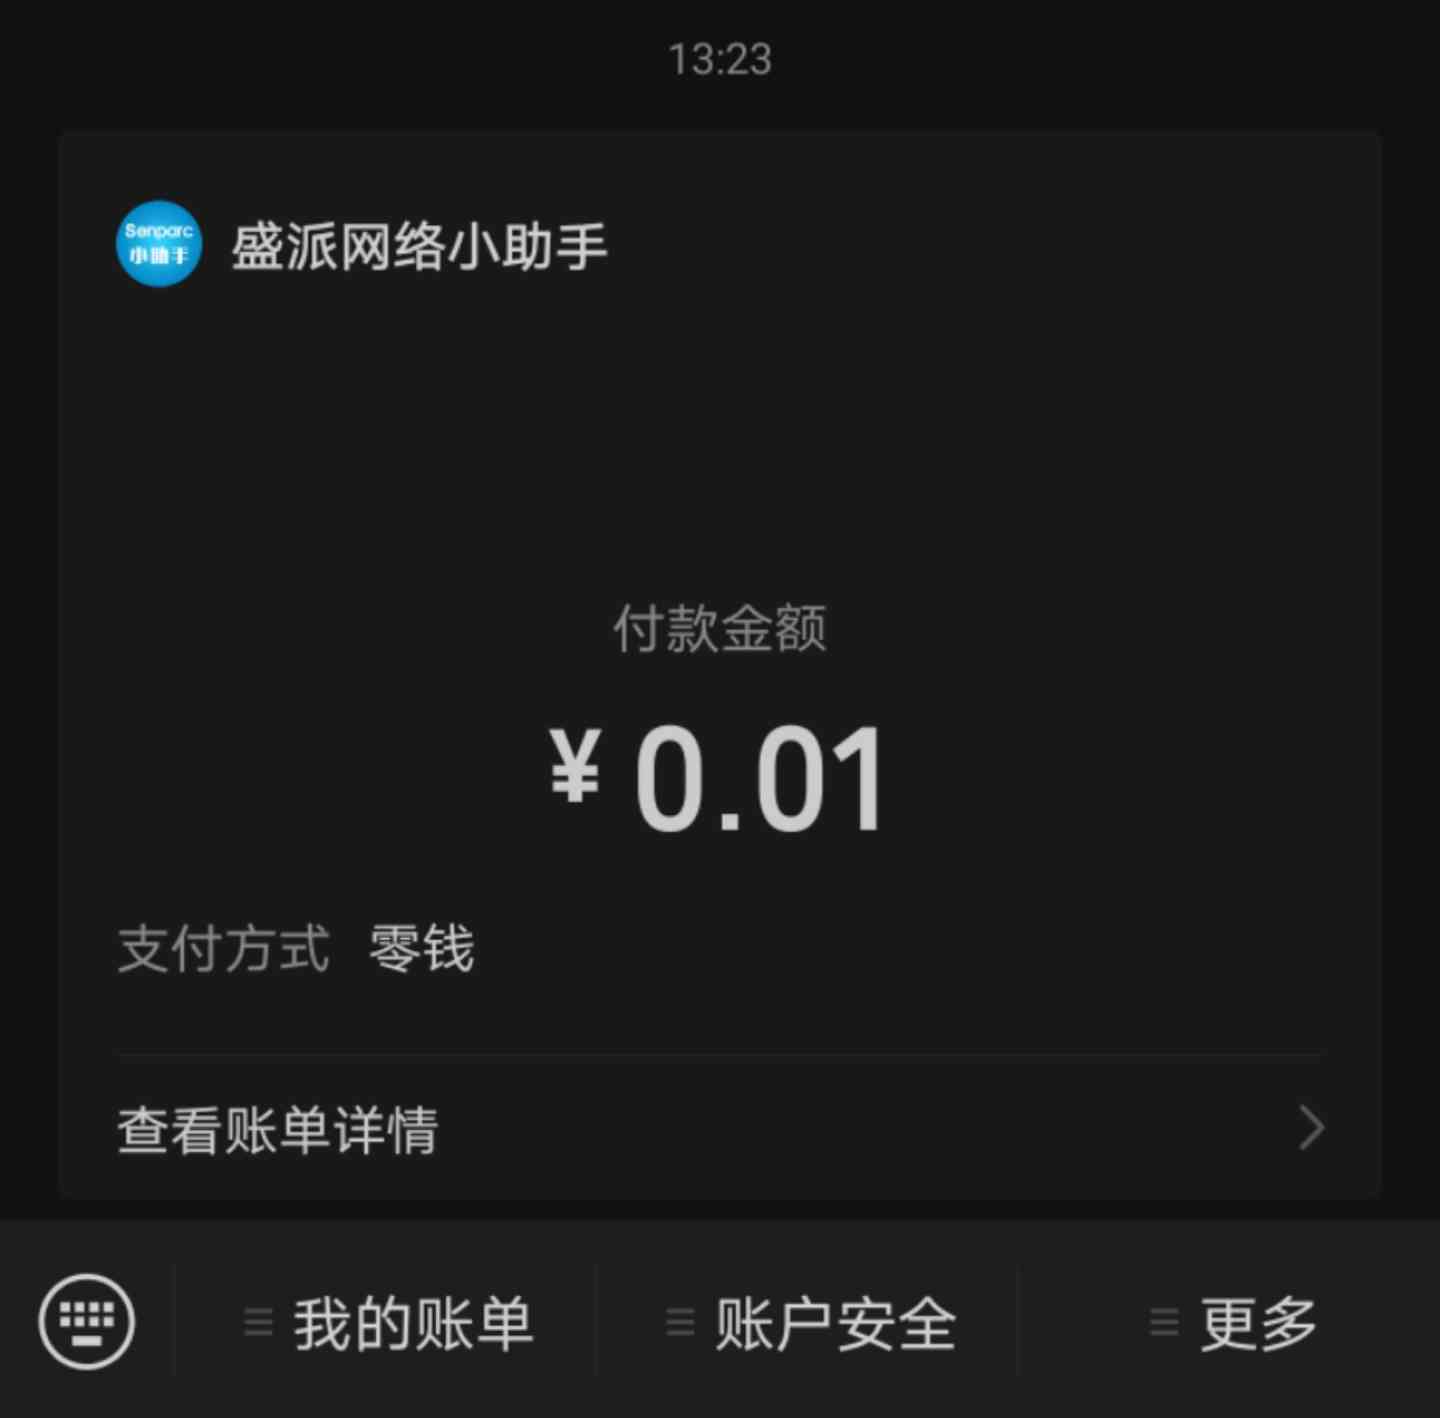 13:23
Senparc
小助手
盛派网络小助手
付款金额
¥0.01
支付方式 零钱
查看账单详情
我的账单 账户安全 更多